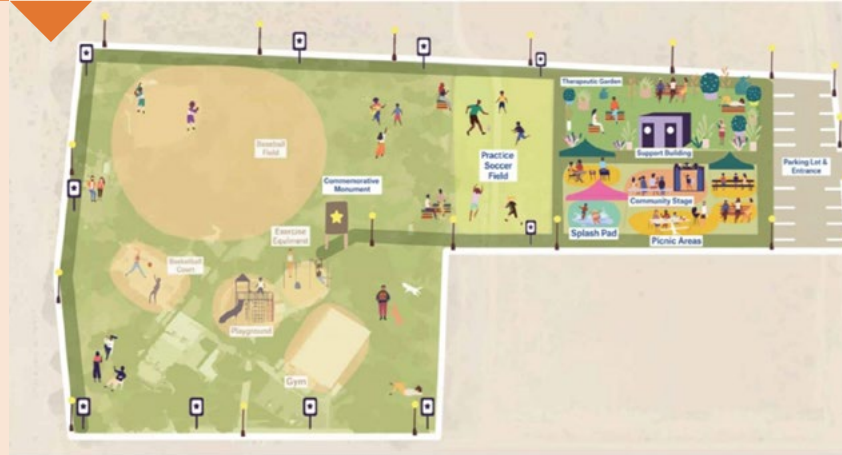 Therapeutic Garden
Baseball
Field
Practice
Soccer
Field
Support Building
Parking Lot &
Entrance
Commemorative
Monument
Community Stage
Exercise
Equipment
Splash Pad
Picnic Areas
Basketball
Court
Playground
Gym